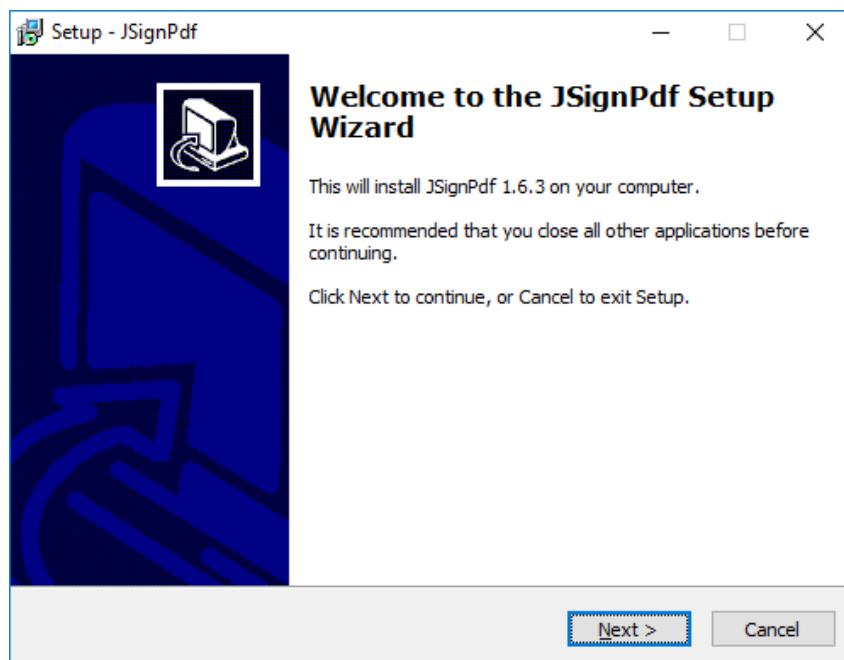 Setup - JSignPdf
Welcome to the JSignPdf Setup
Wizard
This will install JSignPdf 1.6.3 on your computer.
It is recommended that you close all other applications before
continuing.
Click Next to continue, or Cancel to exit Setup.
Next >
Cancel